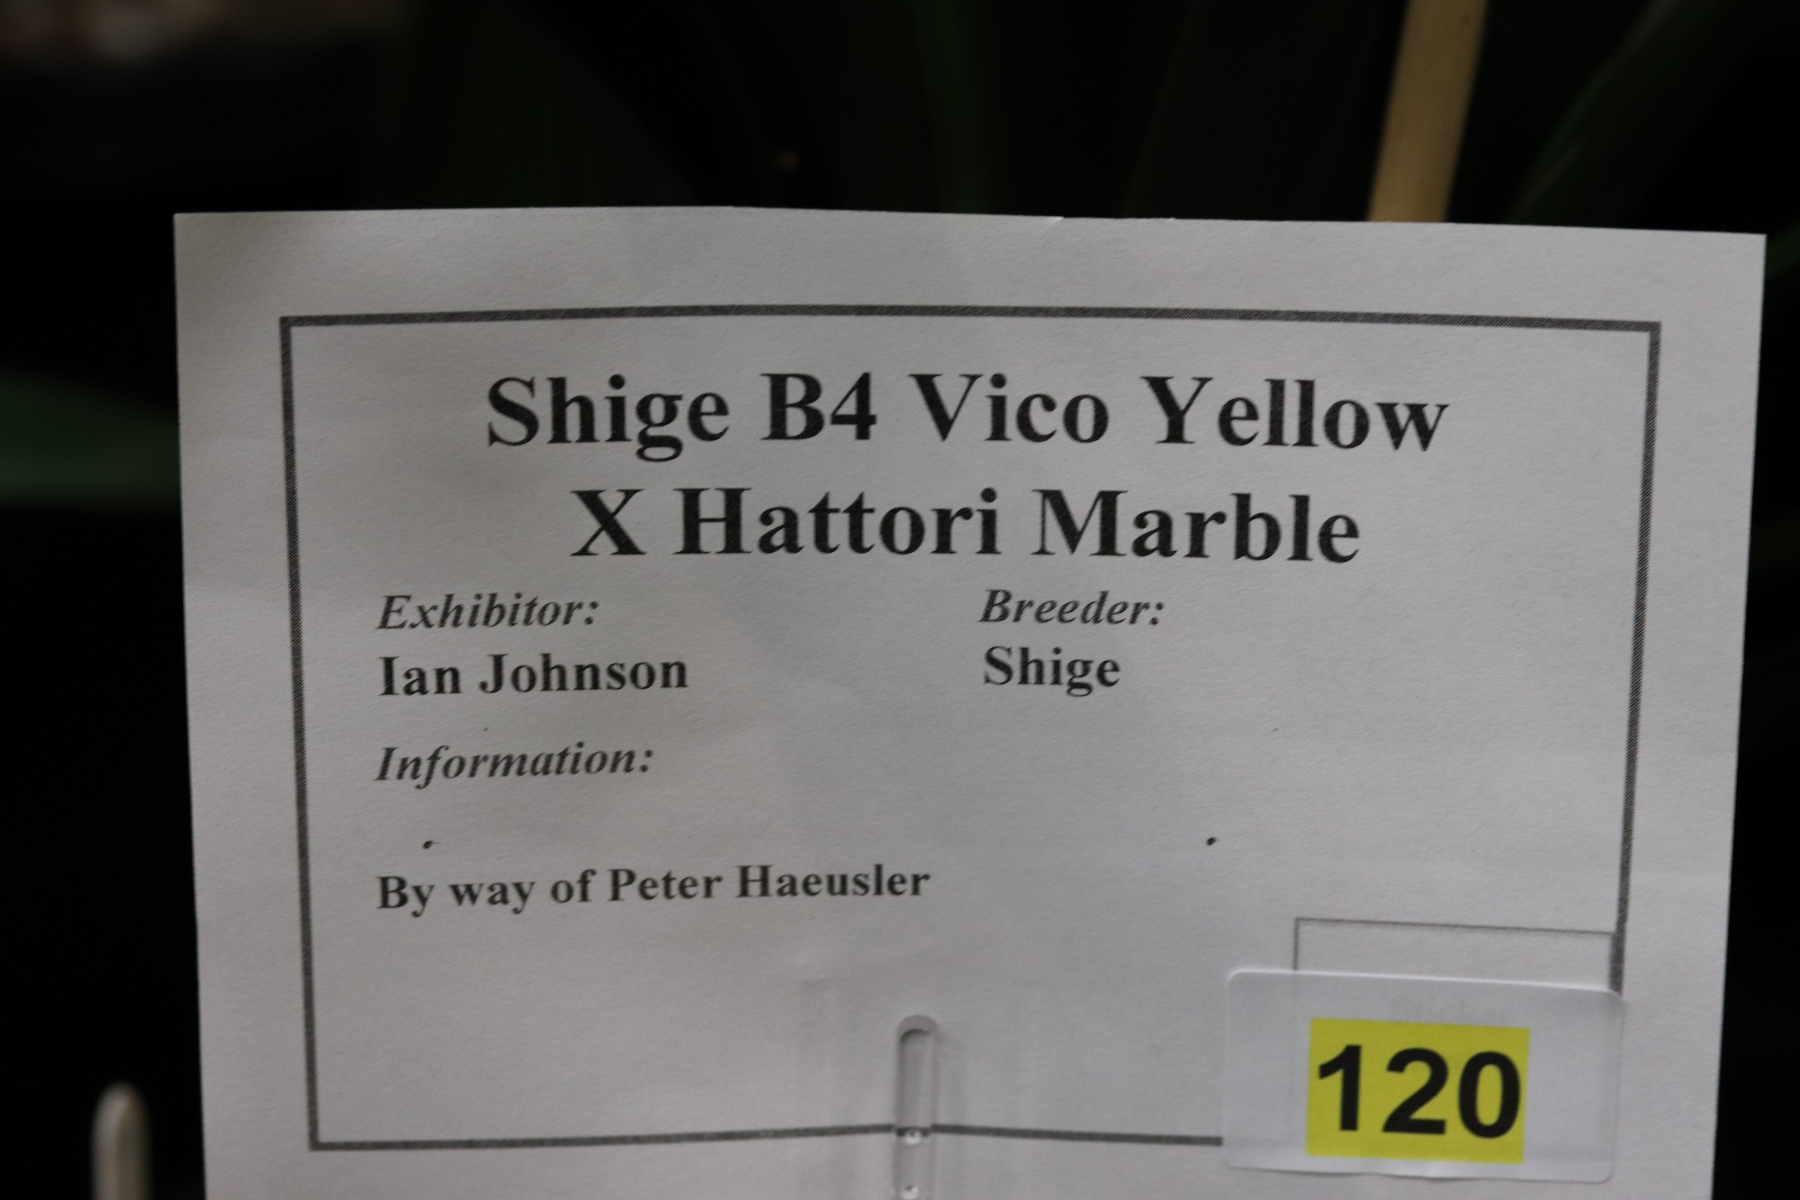 Shige B4 Vico Yellow
X Hattori Marble
Exhibitor:
Breeder:
Ian Johnson
Shige
Information:
By way of Peter Haeusler
120